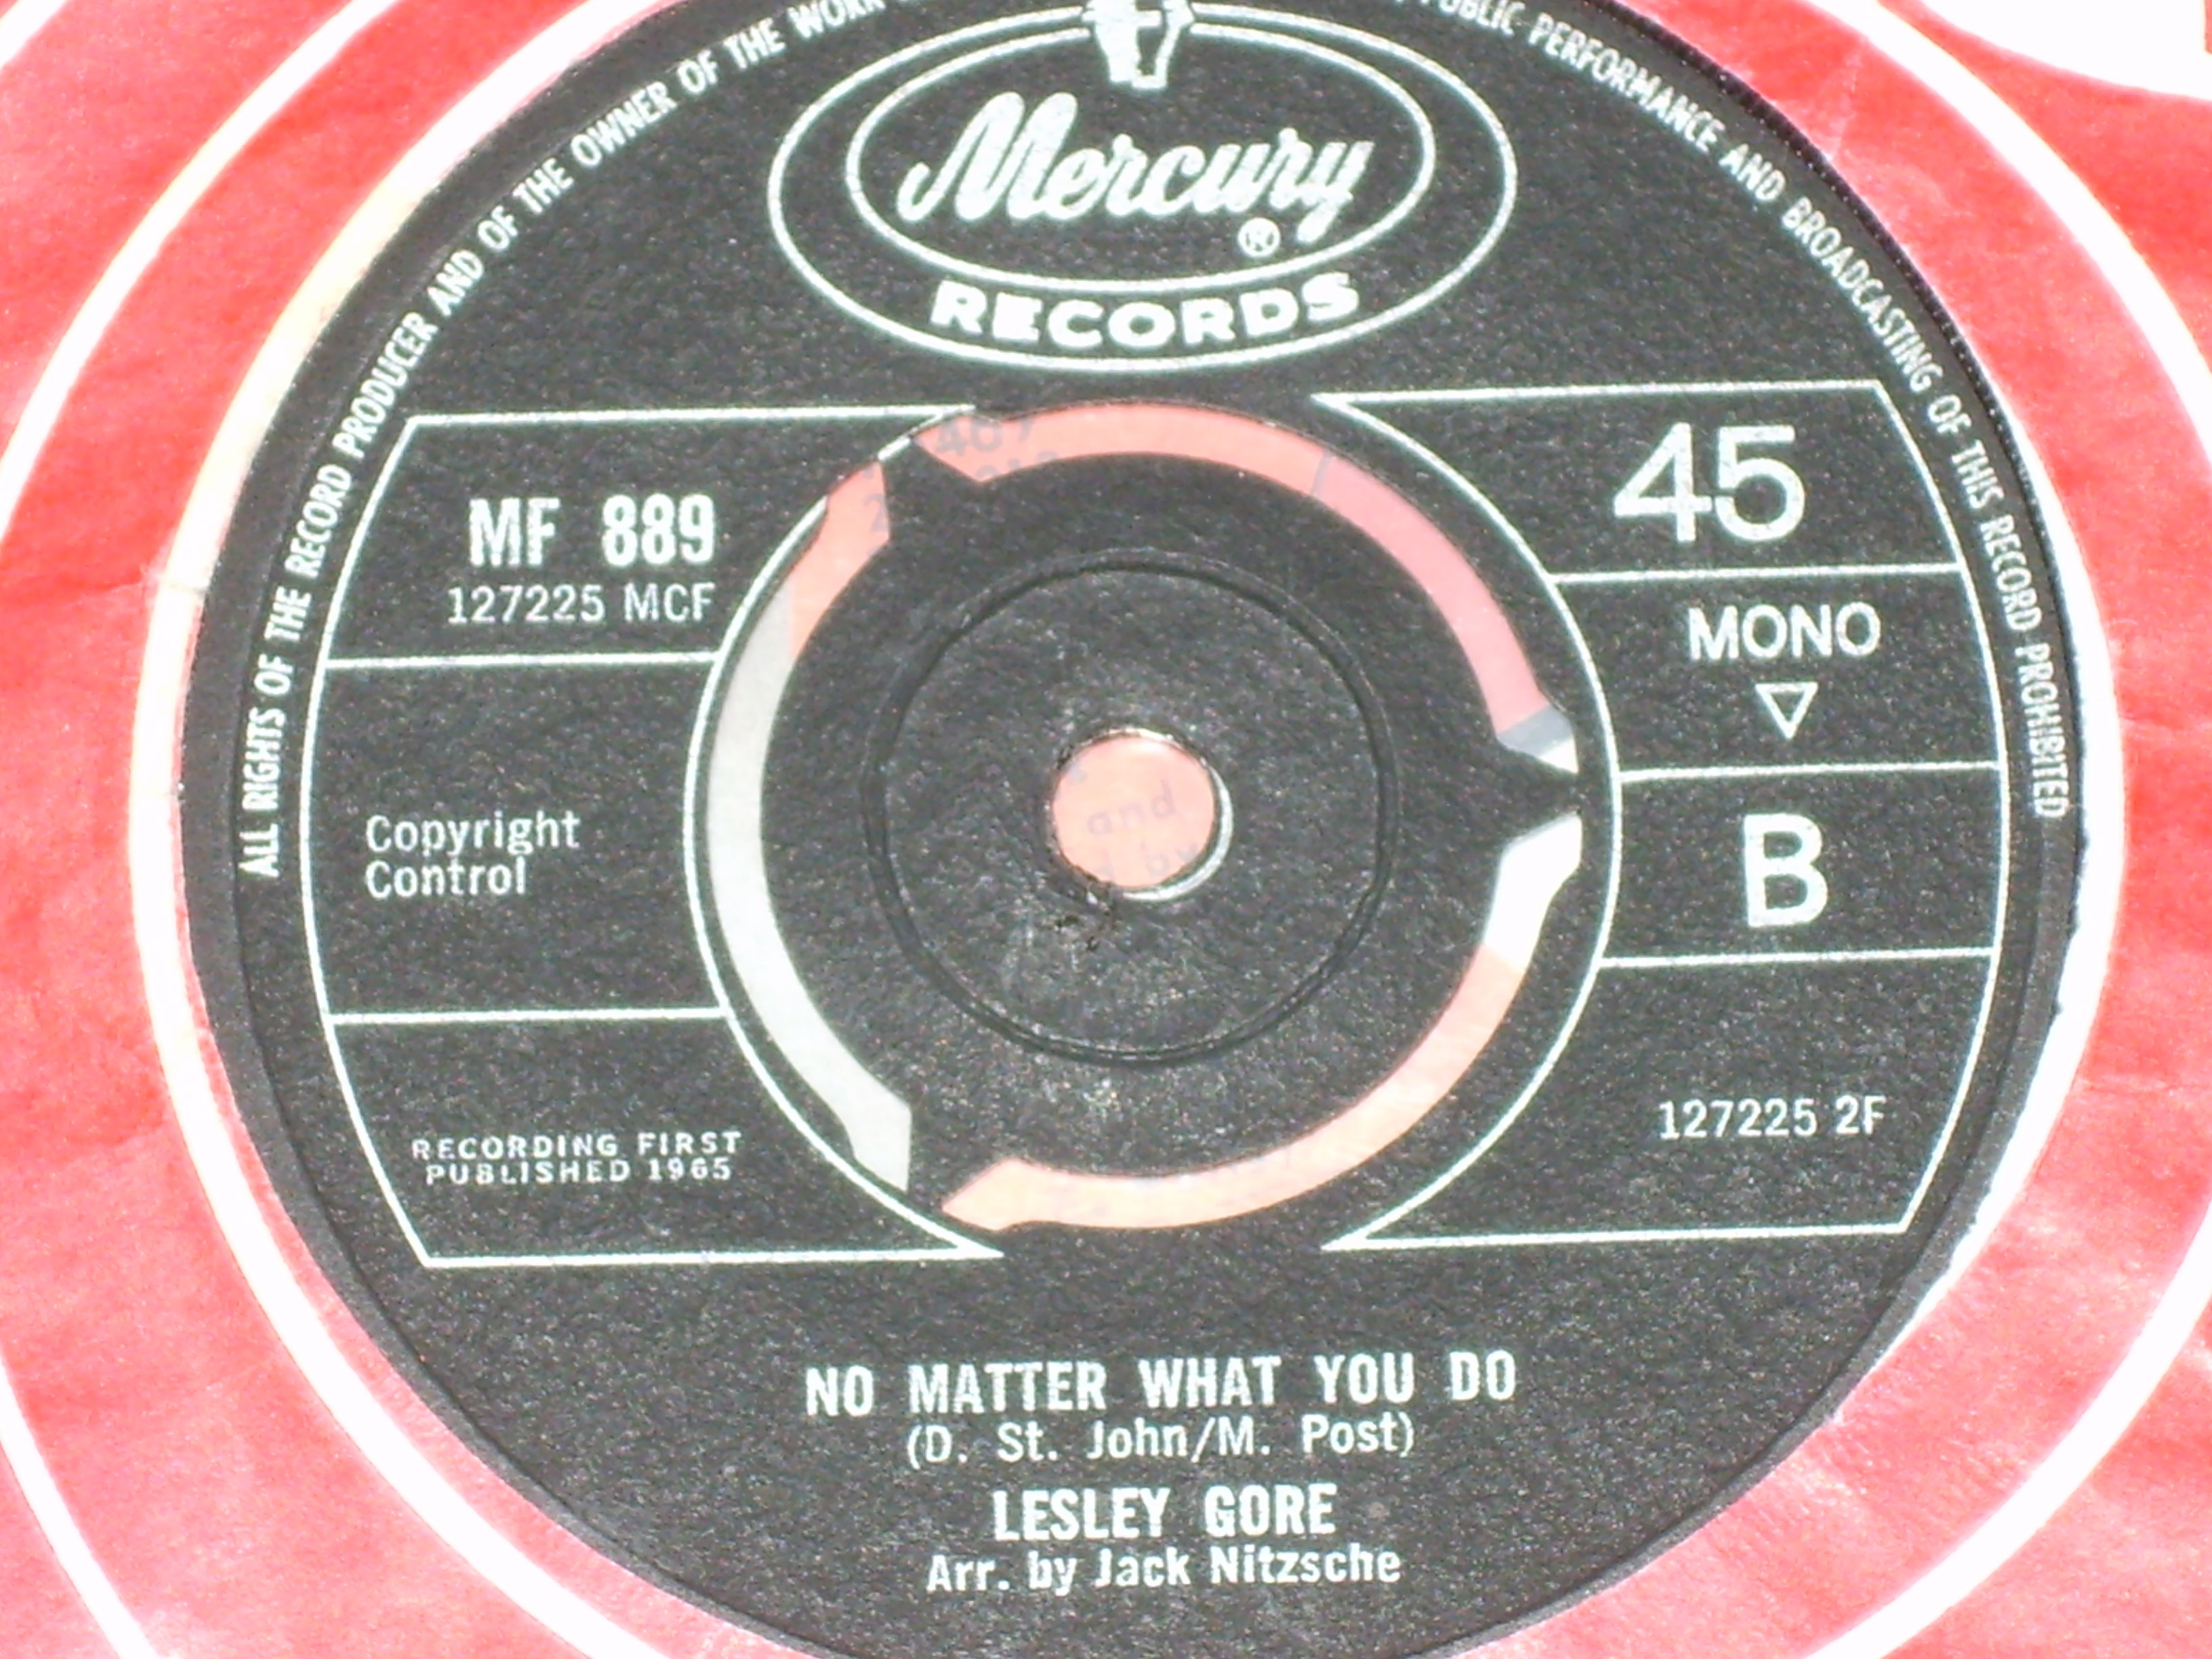 ALL RIGHTS OF THE RECORD PRODUCER AND OF THE OWNER OF THE WORK
PUBLIC PERFORMANCE AND BROADCASTING OF THIS RECORD PROHIBITED
Mercury
®
RECORDS
MF 889
127225 MCF
Copyright
Control
RECORDING FIRST
PUBLISHED 1965
45
MONO
B
127225 2F
and
NO MATTER WHAT YOU DO
(D. St. John/M. Post)
LESLEY GORE
Arr. by Jack Nitzsche